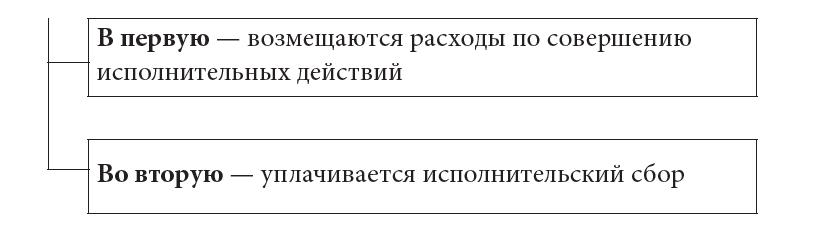 В первую — возмещаются расходы по совершению
исполнительных действий
Во вторую — уплачивается исполнительский сбор